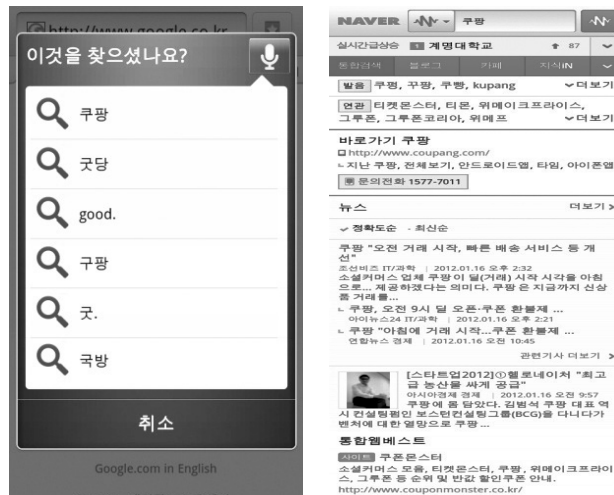 http://www.google.co.kr
이것을 찾으셨나요?
쿠팡
굿당
good.
구팡
굿.
국방
취소
Google.com in English
NAVER 쿠팡
실시간급상승 1 계명대학교 87
통합검색 블로그 카페 지식iN
발음 쿠펑, 꾸팡, 쿠빵, kupang 더보기
연관 티켓몬스터, 티몬, 위메이크프라이스,
그루폰, 그루폰코리아, 위메프 더보기
바로가기 쿠팡
http://www.coupang.com/
지난 쿠팡, 전체보기, 안드로이드앱, 타임, 아이폰앱
문의전화 1577-7011
뉴스 더보기
정확도순 · 최신순
쿠팡 "오전 거래 시작, 빠른 배송 서비스 등 개
선"
조선비즈 IT/과학 | 2012.01.16 오후 2:32
소셜커머스 업체 쿠팡이 딜(거래) 시작 시각을 아침
으로... 제공하겠다는 의미다. 쿠팡은 지금까지 신상
품 거래를...
쿠팡, 오전 9시 딜 오픈·쿠폰 환불제 ...
아이뉴스24 IT/과학 | 2012.01.16 오후 2:21
쿠팡 "아침에 거래 시작...쿠폰 환불제 ...
연합뉴스 경제 | 2012.01.16 오전 10:45
관련기사 더보기
[스타트업2012]①헬로네이처 "최고
급 농산물 싸게 공급"
아시아경제 경제 | 2012.01.16 오전 9:57
쿠팡에 몸 담았다. 김범석 쿠팡 대표 역
시 컨설팅펌인 보스턴컨설팅그룹(BCG)을 다니다가
벤처에 대한 열망으로 쿠팡...
통합웹베스트
사이트 쿠폰몬스터
소셜커머스 모음, 티켓몬스터, 쿠팡, 위메이크프라이
스, 그루폰 등 순위 및 반값 할인쿠폰 안내.
http://www.couponmonster.co.kr/